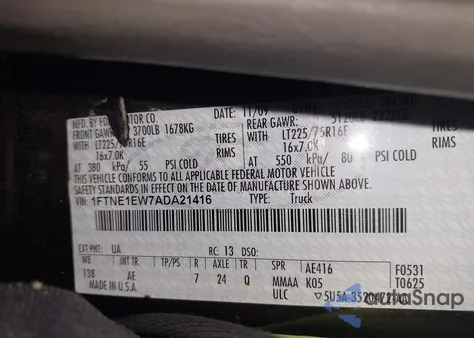 MFD. BY FORD MOTOR CO.
DATE: 11/09
FRONT GAWR: 3700LB 1678KG
REAR GAWR:
WITH LT225/75R16E TIRES
WITH LT225/75R16E TIRES
16x7.0K RIMS
16x7.0K RIMS
AT 380 kPa/ 55 PSI COLD
AT 550 kPa/ 80 PSI COLD
THIS VEHICLE CONFORMS TO ALL APPLICABLE FEDERAL MOTOR VEHICLE
SAFETY STANDARDS IN EFFECT ON THE DATE OF MANUFACTURE SHOWN ABOVE.
VIN: 1FTNE1EW7ADA21416
TYPE: Truck
EXT PNT: UA RC: 13 DSO:
WB INT TR TP/PS R AXLE TR SPR AE416 F0531
138 AE 7 24 Q MMAA K05 T0625
MADE IN U.S.A. ULC
autoSnap